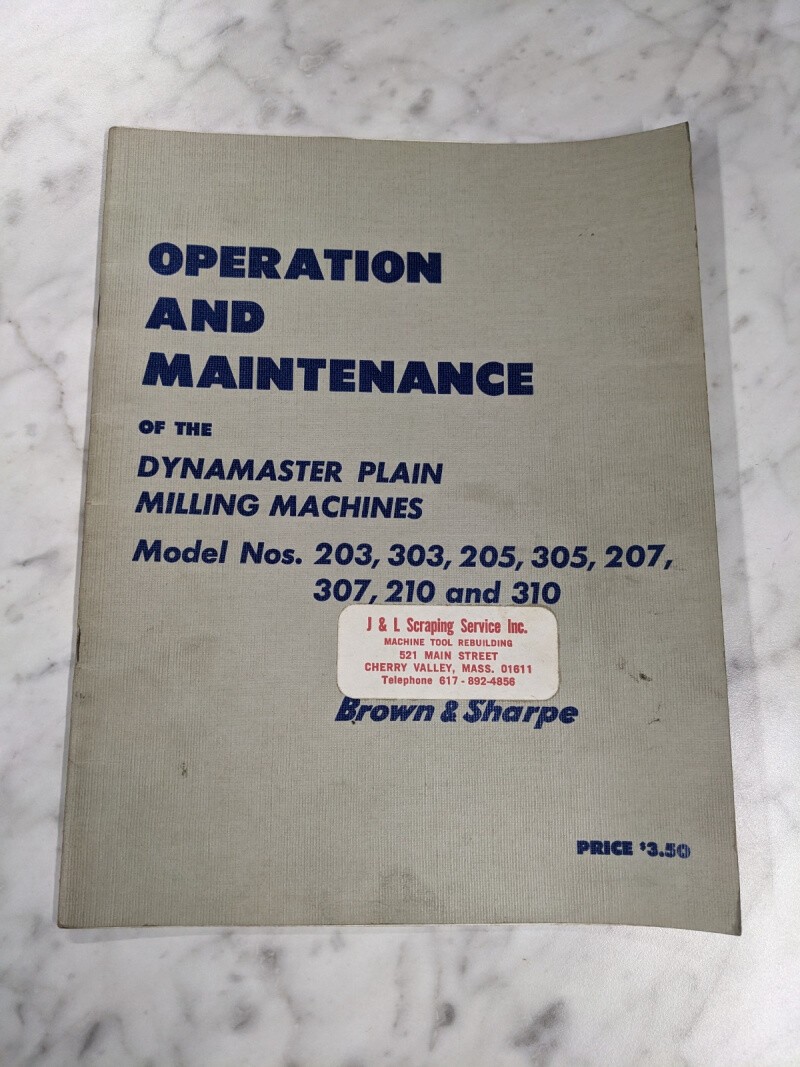 OPERATION
AND
MAINTENANCE
OF THE
DYNAMASTER PLAIN
MILLING MACHINES
Model Nos. 203, 303, 205, 305, 207,
307, 210 and 310
J & L Scraping Service Inc.
MACHINE TOOL REBUILDING
521 MAIN STREET
CHERRY VALLEY, MASS. 01611
Telephone 617 - 892-4856
Brown & Sharpe
PRICE $3.50